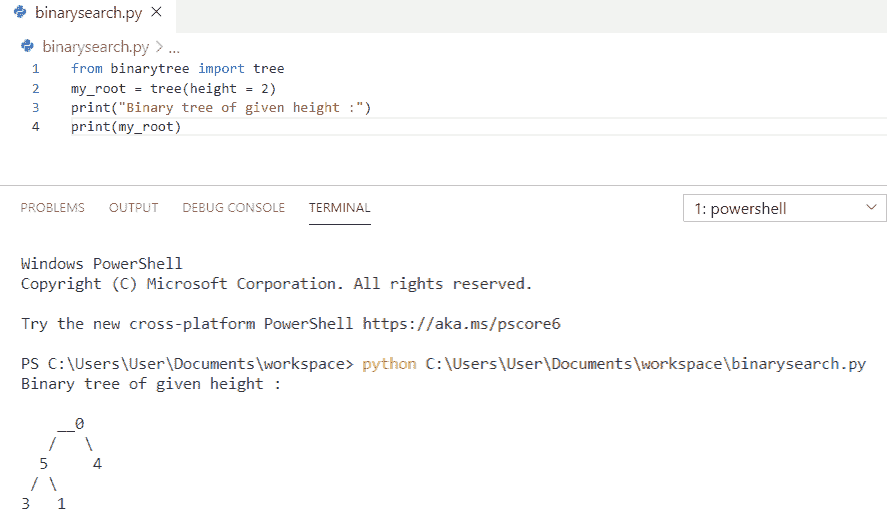 binarysearch.py ×
binarysearch.py > ...
1 from binarytree import tree
2 my_root = tree(height = 2)
3 print("Binary tree of given height :")
4 print(my_root)
PROBLEMS OUTPUT DEBUG CONSOLE TERMINAL 1: powershell
Windows PowerShell
Copyright (C) Microsoft Corporation. All rights reserved.
Try the new cross-platform PowerShell https://aka.ms/pscore6
PS C:\Users\User\Documents\workspace> python C:\Users\User\Documents\workspace\binarysearch.py
Binary tree of given height :
    __0
   /   \
  5     4
 / \
3   1